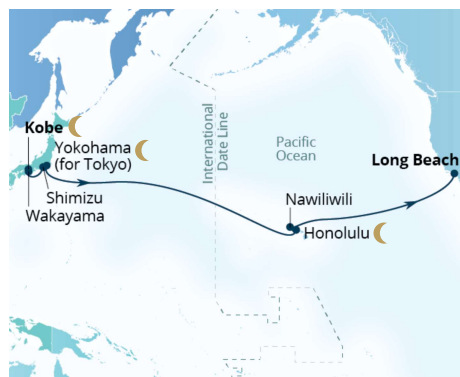 Kobe
Yokohama
(for Tokyo)
Shimizu
Wakayama
International
Date Line
Pacific
Ocean
Long Beach
Nawiliwili
Honolulu